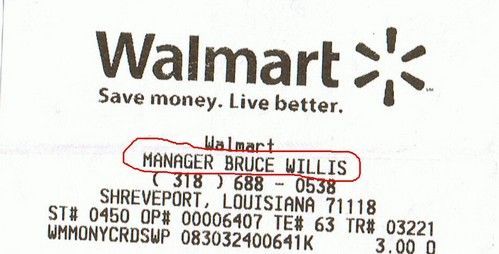 Walmart
Save money. Live better.
Walmart
MANAGER BRUCE WILLIS
( 318 ) 688 - 0538
SHREVEPORT, LOUISIANA 71118
ST# 0450 OP# 00006407 TE# 63 TR# 03221
WMMONYCRDSWP 083032400641K 3.00 O